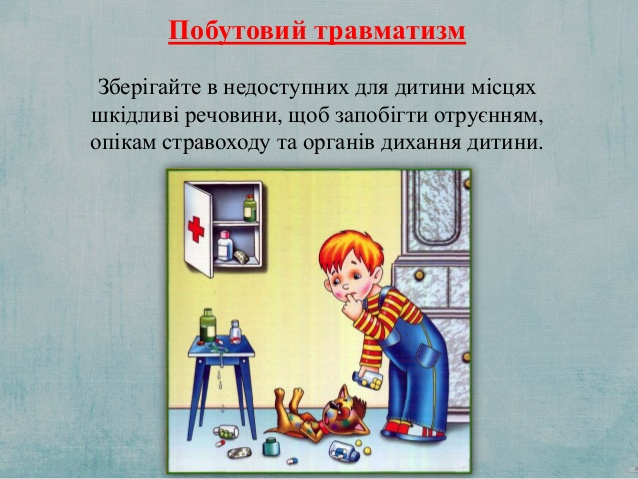 Побутовий травматизм
Зберігайте в недоступних для дитини місцях
шкідливі речовини, щоб запобігти отруєнням,
опікам стравоходу та органів дихання дитини.